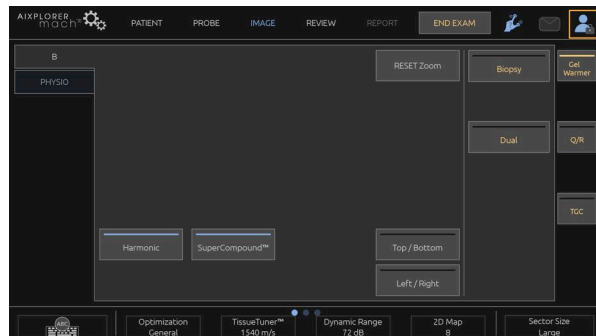 AIXPLORER
mach
PATIENT
PROBE
IMAGE
REVIEW
REPORT
END EXAM
B
PHYSIO
RESET Zoom
Biopsy
Gel
Warmer
Dual
Q/R
TGC
Harmonic
SuperCompound™
Top / Bottom
Left / Right
ABC
Optimization
General
TissueTuner™
1540 m/s
Dynamic Range
72 dB
2D Map
8
Sector Size
Large